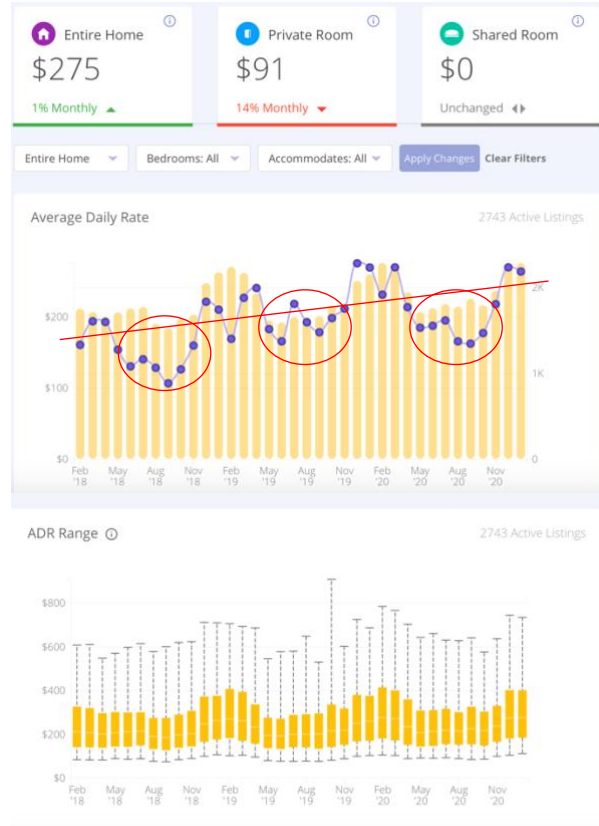 Entire Home
Private Room
Shared Room
$275
$91
$0
1% Monthly
14% Monthly
Unchanged
Entire Home
Bedrooms: All
Accommodates: All
Apply Changes
Clear Filters
Average Daily Rate
2743 Active Listings
$200
$100
$0
2K
1K
0
Feb '18
May '18
Aug '18
Nov '18
Feb '19
May '19
Aug '19
Nov '19
Feb '20
May '20
Aug '20
Nov '20
ADR Range
2743 Active Listings
$800
$600
$400
$200
$0
Feb '18
May '18
Aug '18
Nov '18
Feb '19
May '19
Aug '19
Nov '19
Feb '20
May '20
Aug '20
Nov '20